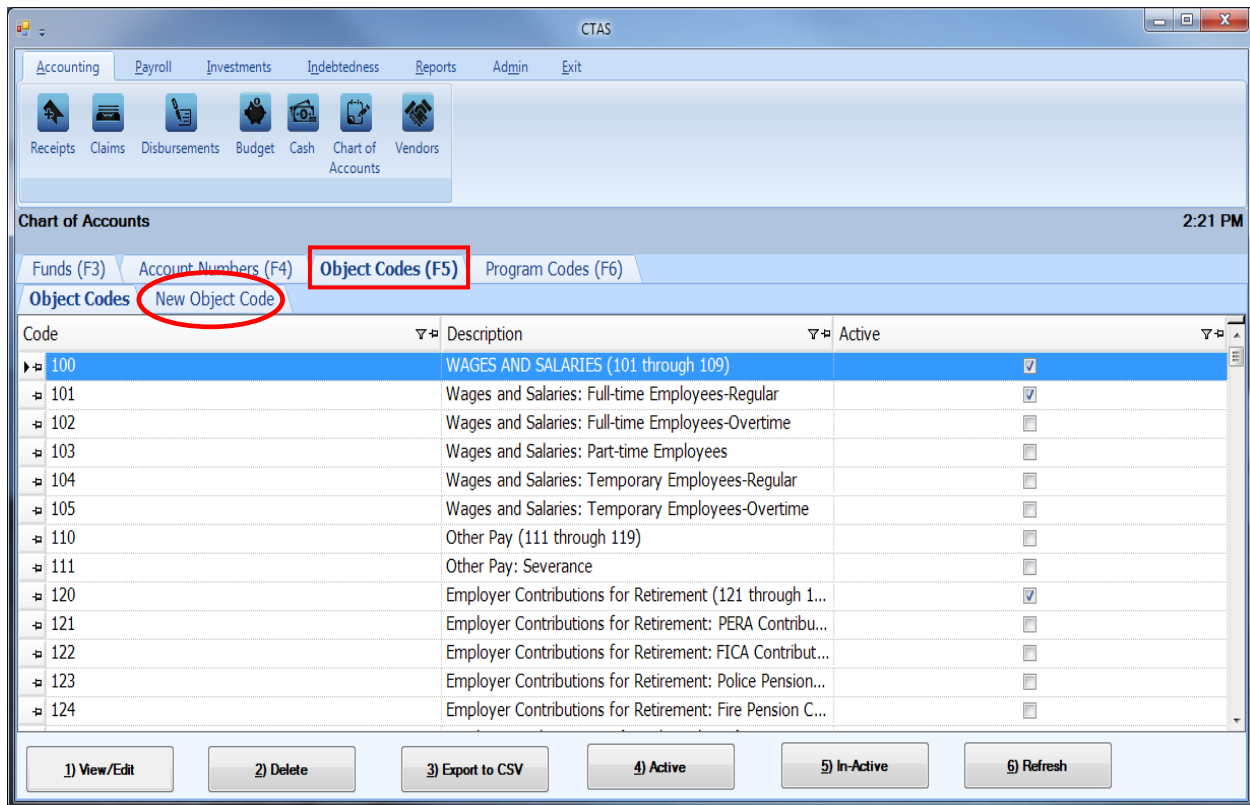 CTAS
Accounting Payroll Investments Indebtedness Reports Admin Exit
Receipts Claims Disbursements Budget Cash Chart of Accounts Vendors
Chart of Accounts 2:21 PM
Funds (F3) Account Numbers (F4) Object Codes (F5) Program Codes (F6)
Object Codes New Object Code
Code Description Active
100 WAGES AND SALARIES (101 through 109)
101 Wages and Salaries: Full-time Employees-Regular
102 Wages and Salaries: Full-time Employees-Overtime
103 Wages and Salaries: Part-time Employees
104 Wages and Salaries: Temporary Employees-Regular
105 Wages and Salaries: Temporary Employees-Overtime
110 Other Pay (111 through 119)
111 Other Pay: Severance
120 Employer Contributions for Retirement (121 through 1...
121 Employer Contributions for Retirement: PERA Contribu...
122 Employer Contributions for Retirement: FICA Contribut...
123 Employer Contributions for Retirement: Police Pension...
124 Employer Contributions for Retirement: Fire Pension C...
1) View/Edit 2) Delete 3) Export to CSV 4) Active 5) In-Active 6) Refresh